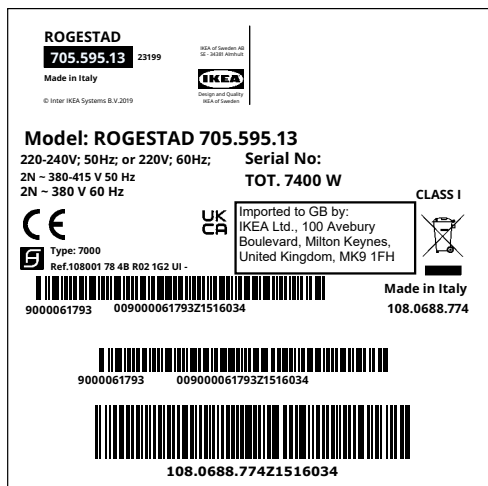 ROGESTAD
705.595.13 23199
Made in Italy
© Inter IKEA Systems B.V.2019
IKEA of Sweden AB
SE - 34381 Almhult
IKEA
Design and Quality
IKEA of Sweden
Model: ROGESTAD 705.595.13
220-240V; 50Hz; or 220V; 60Hz;
2N ~ 380-415 V 50 Hz
2N ~ 380 V 60 Hz
Serial No:
TOT. 7400 W
CLASS I
CE
UK
CA
Imported to GB by:
IKEA Ltd., 100 Avebury
Boulevard, Milton Keynes,
United Kingdom, MK9 1FH
Type: 7000
Ref.108001 78 4B R02 1G2 UI -
9000061793 009000061793Z1516034
Made in Italy
108.0688.774
9000061793 009000061793Z1516034
108.0688.774Z1516034